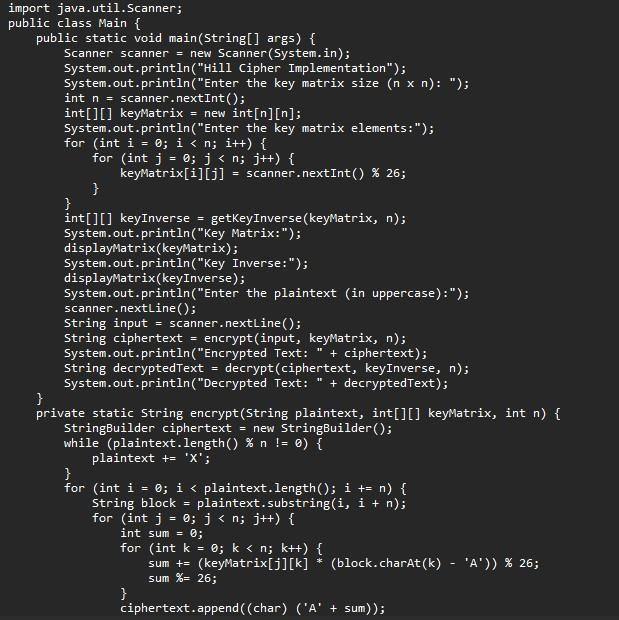 import java.util.Scanner;
public class Main {
    public static void main(String[] args) {
        Scanner scanner = new Scanner(System.in);
        System.out.println("Hill Cipher Implementation");
        System.out.println("Enter the key matrix size (n x n): ");
        int n = scanner.nextInt();
        int[][] keyMatrix = new int[n][n];
        System.out.println("Enter the key matrix elements:");
        for (int i = 0; i < n; i++) {
            for (int j = 0; j < n; j++) {
                keyMatrix[i][j] = scanner.nextInt() % 26;
            }
        }
        int[][] keyInverse = getKeyInverse(keyMatrix, n);
        System.out.println("Key Matrix:");
        displayMatrix(keyMatrix);
        System.out.println("Key Inverse:");
        displayMatrix(keyInverse);
        System.out.println("Enter the plaintext (in uppercase):");
        scanner.nextLine();
        String input = scanner.nextLine();
        String ciphertext = encrypt(input, keyMatrix, n);
        System.out.println("Encrypted Text: " + ciphertext);
        String decryptedText = decrypt(ciphertext, keyInverse, n);
        System.out.println("Decrypted Text: " + decryptedText);
    }
    private static String encrypt(String plaintext, int[][] keyMatrix, int n) {
        StringBuilder ciphertext = new StringBuilder();
        while (plaintext.length() % n != 0) {
            plaintext += 'X';
        }
        for (int i = 0; i < plaintext.length(); i += n) {
            String block = plaintext.substring(i, i + n);
            for (int j = 0; j < n; j++) {
                int sum = 0;
                for (int k = 0; k < n; k++) {
                    sum += (keyMatrix[j][k] * (block.charAt(k) - 'A')) % 26;
                    sum %= 26;
                }
                ciphertext.append((char) ('A' + sum));